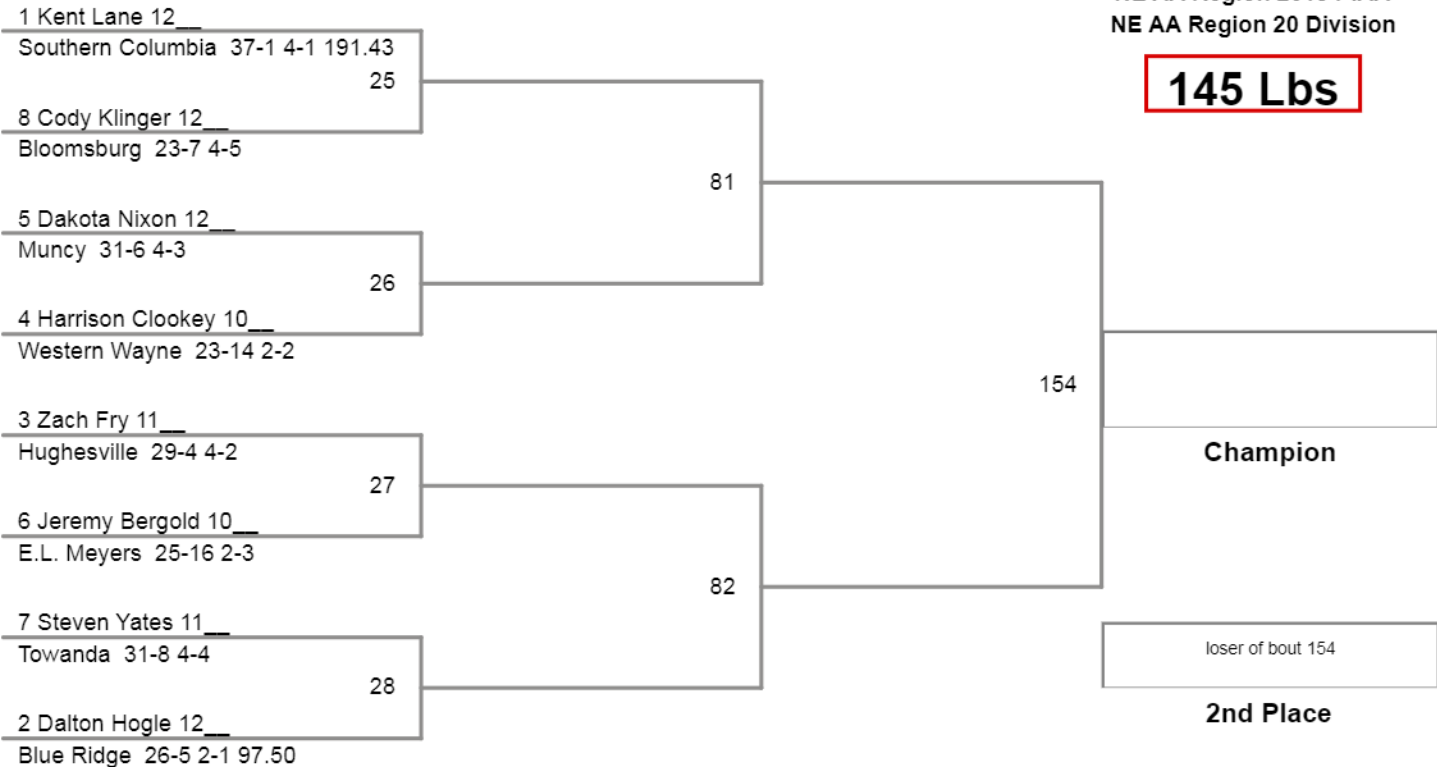 1 Kent Lane 12__
Southern Columbia 37-1 4-1 191.43
25
8 Cody Klinger 12__
Bloomsburg 23-7 4-5
81
5 Dakota Nixon 12__
Muncy 31-6 4-3
26
4 Harrison Clookey 10__
Western Wayne 23-14 2-2
154
3 Zach Fry 11__
Hughesville 29-4 4-2
27
6 Jeremy Bergold 10__
E.L. Meyers 25-16 2-3
82
7 Steven Yates 11__
Towanda 31-8 4-4
28
2 Dalton Hogle 12__
Blue Ridge 26-5 2-1 97.50
NE AA Region 20 Division
145 Lbs
Champion
loser of bout 154
2nd Place